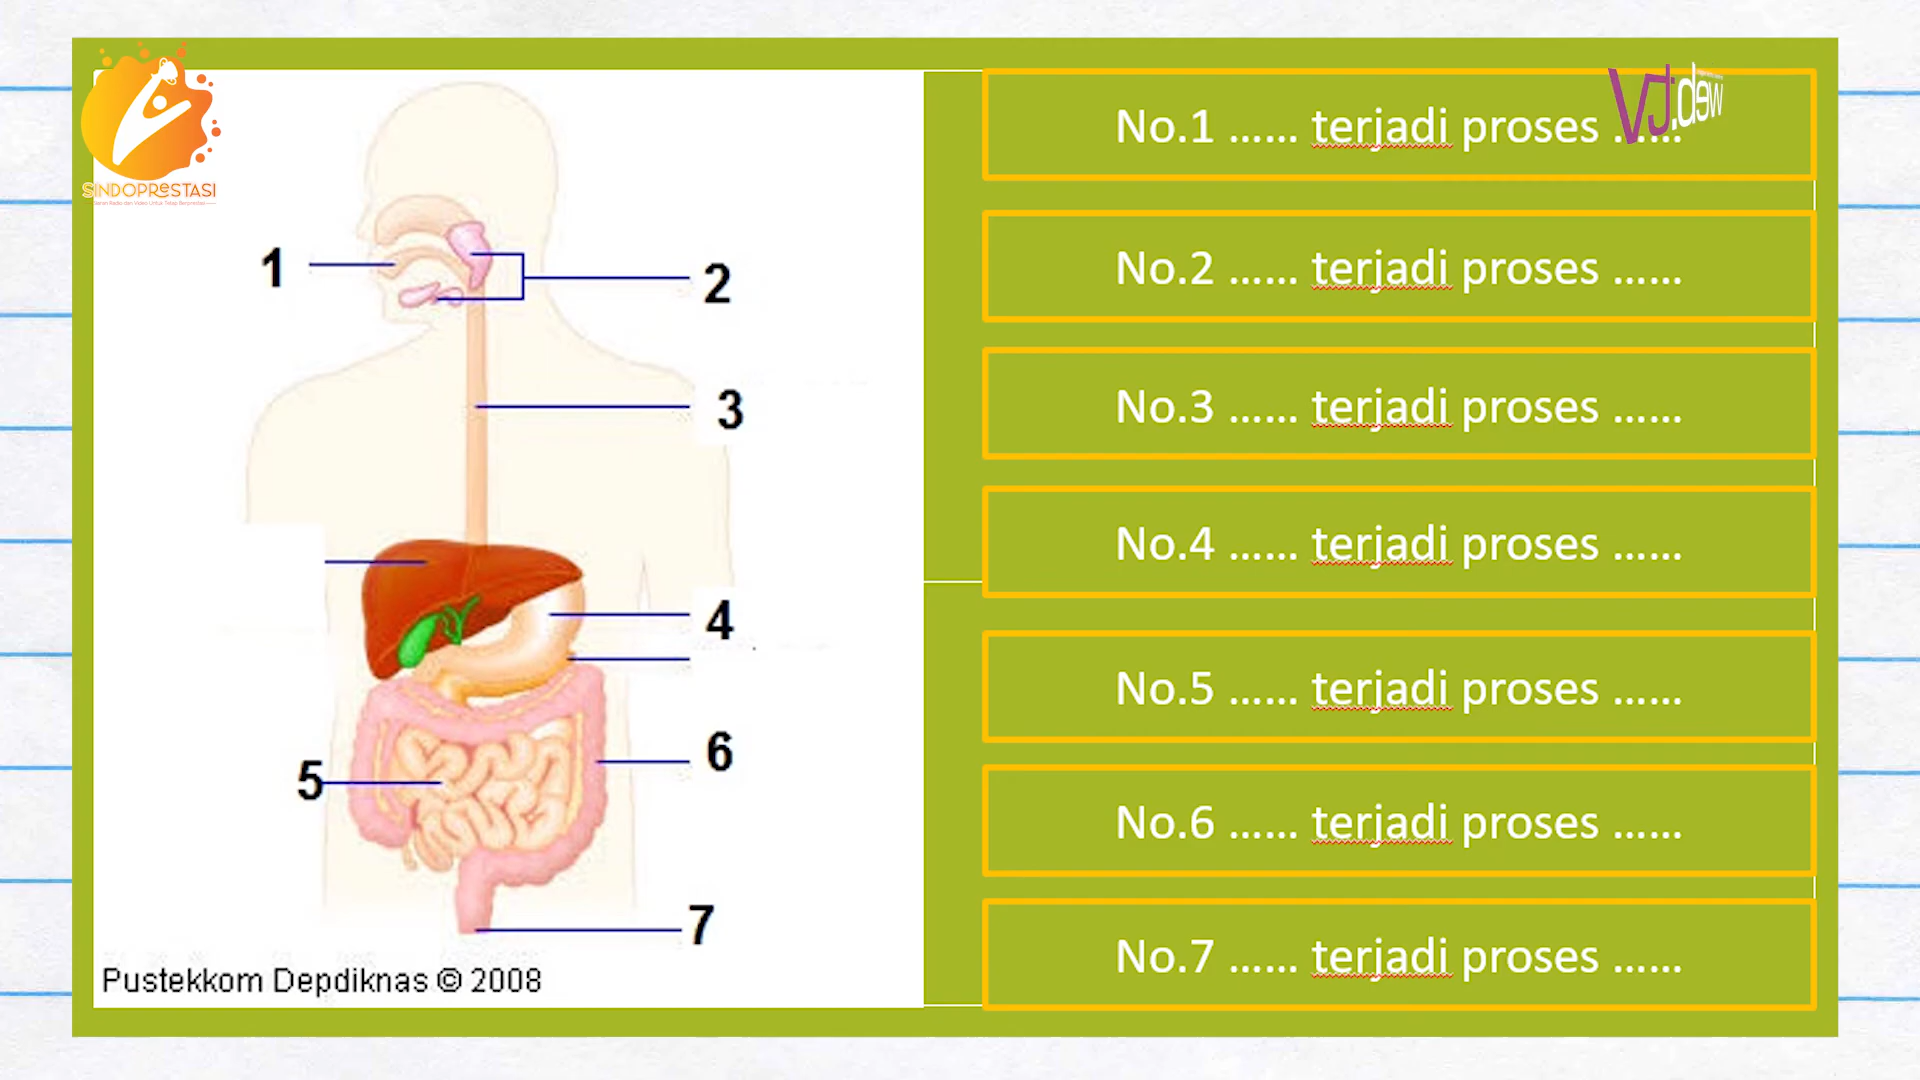 SINDOPRESTASI
VJ.dew
1
2
3
4
5
6
7
Pustekkom Depdiknas © 2008
No.1 ...... terjadi proses ......
No.2 ...... terjadi proses ......
No.3 ...... terjadi proses ......
No.4 ...... terjadi proses ......
No.5 ...... terjadi proses ......
No.6 ...... terjadi proses ......
No.7 ...... terjadi proses ......